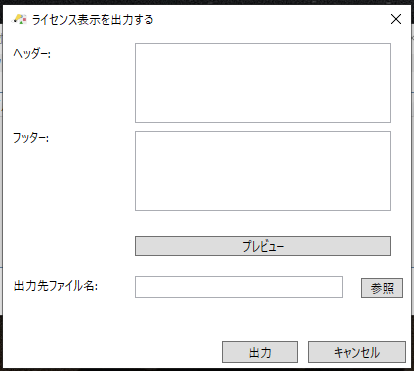 ライセンス表示を出力する
ヘッダー:
フッター:
プレビュー
出力先ファイル名:
参照
出力
キャンセル